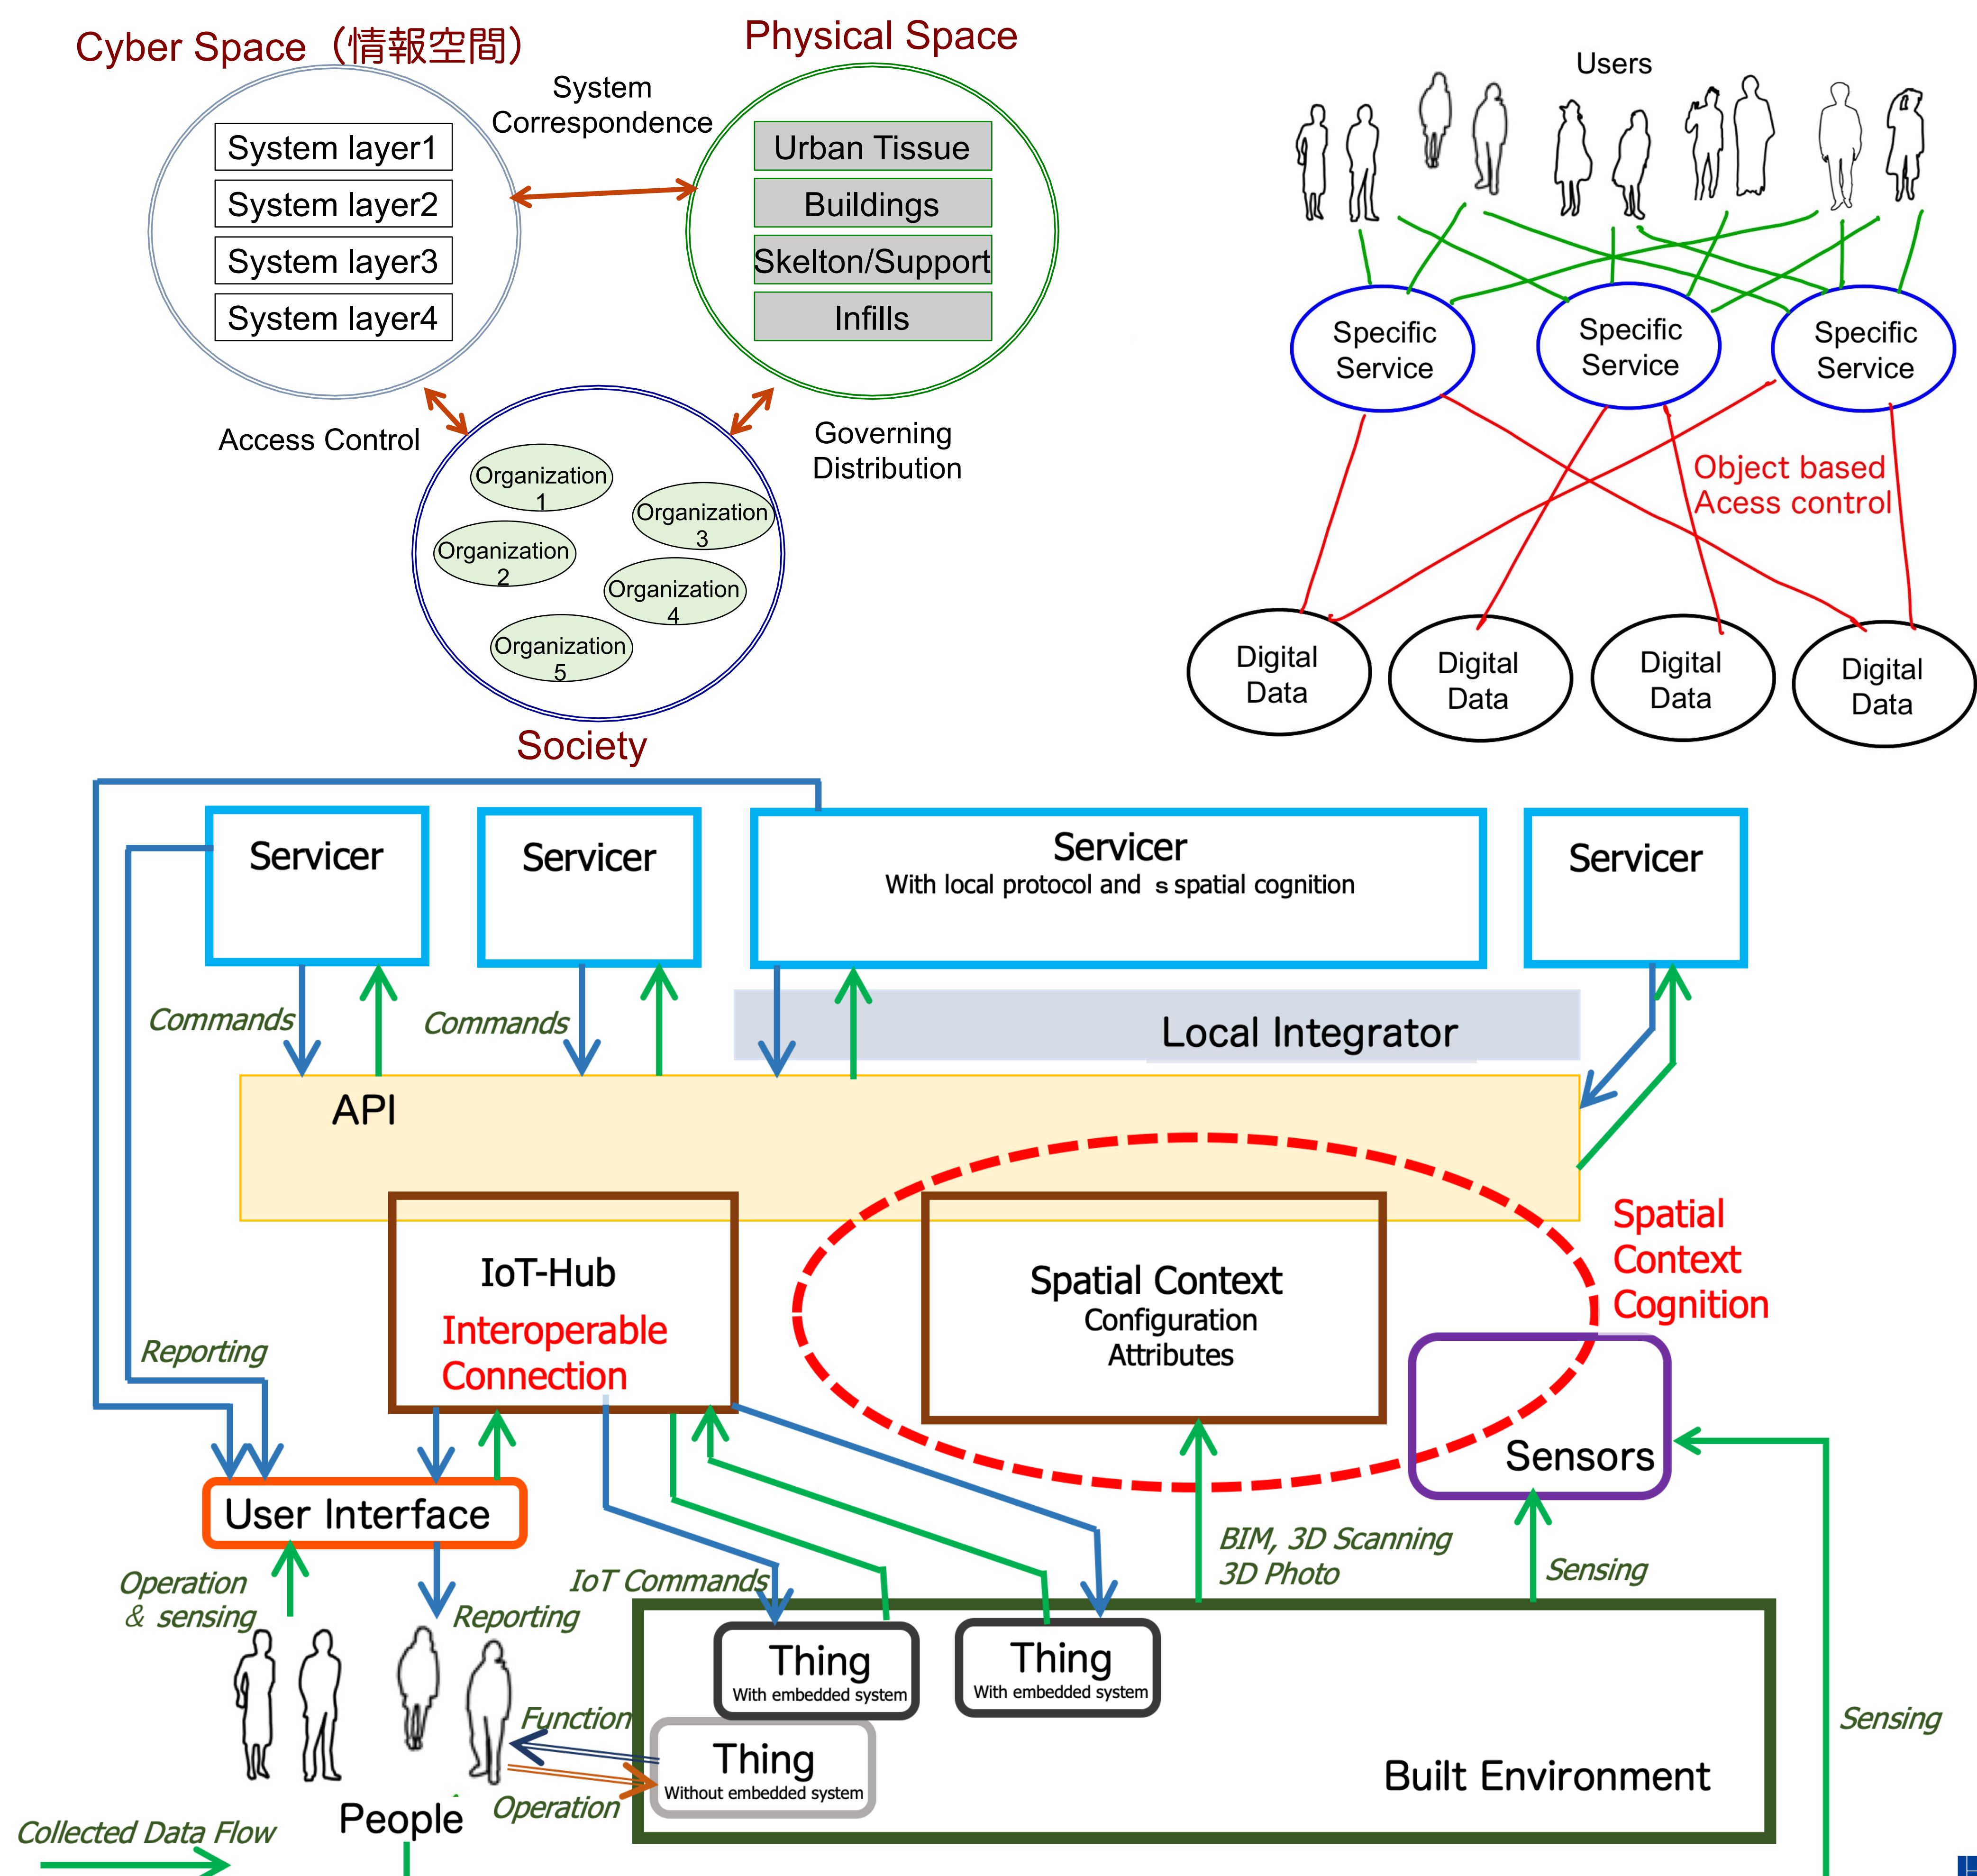 Cyber Space（情報空間）
Physical Space
System
Correspondence
System layer1
System layer2
System layer3
System layer4
Urban Tissue
Buildings
Skelton/Support
Infills
Access Control
Governing
Distribution
Organization
1
Organization
2
Organization
3
Organization
4
Organization
5
Society
Users
Specific
Service
Specific
Service
Specific
Service
Object based
Acess control
Digital
Data
Digital
Data
Digital
Data
Digital
Data
Servicer
Servicer
Servicer
With local protocol and ｓspatial cognition
Servicer
Commands
Commands
Local Integrator
API
IoT-Hub
Interoperable
Connection
Spatial Context
Configuration
Attributes
Spatial
Context
Cognition
Reporting
Sensors
User Interface
Operation
& sensing
Reporting
IoT Commands
BIM, 3D Scanning
3D Photo
Sensing
Thing
With embedded system
Thing
With embedded system
Function
Thing
Without embedded system
Operation
Built Environment
Sensing
People
Collected Data Flow